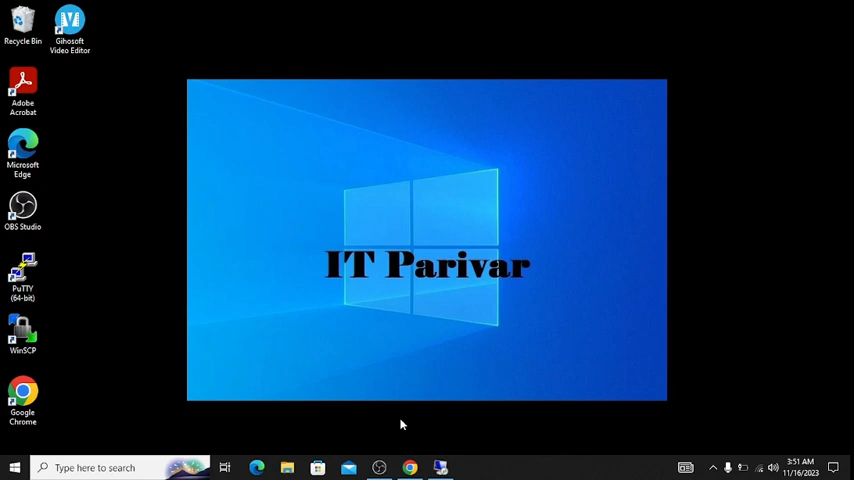 Recycle Bin
Gihosoft
Video Editor
Adobe
Acrobat
Microsoft
Edge
OBS Studio
PuTTY
(64-bit)
WinSCP
Google
Chrome
IT Parivar
Type here to search
3:51 AM
11/16/2023